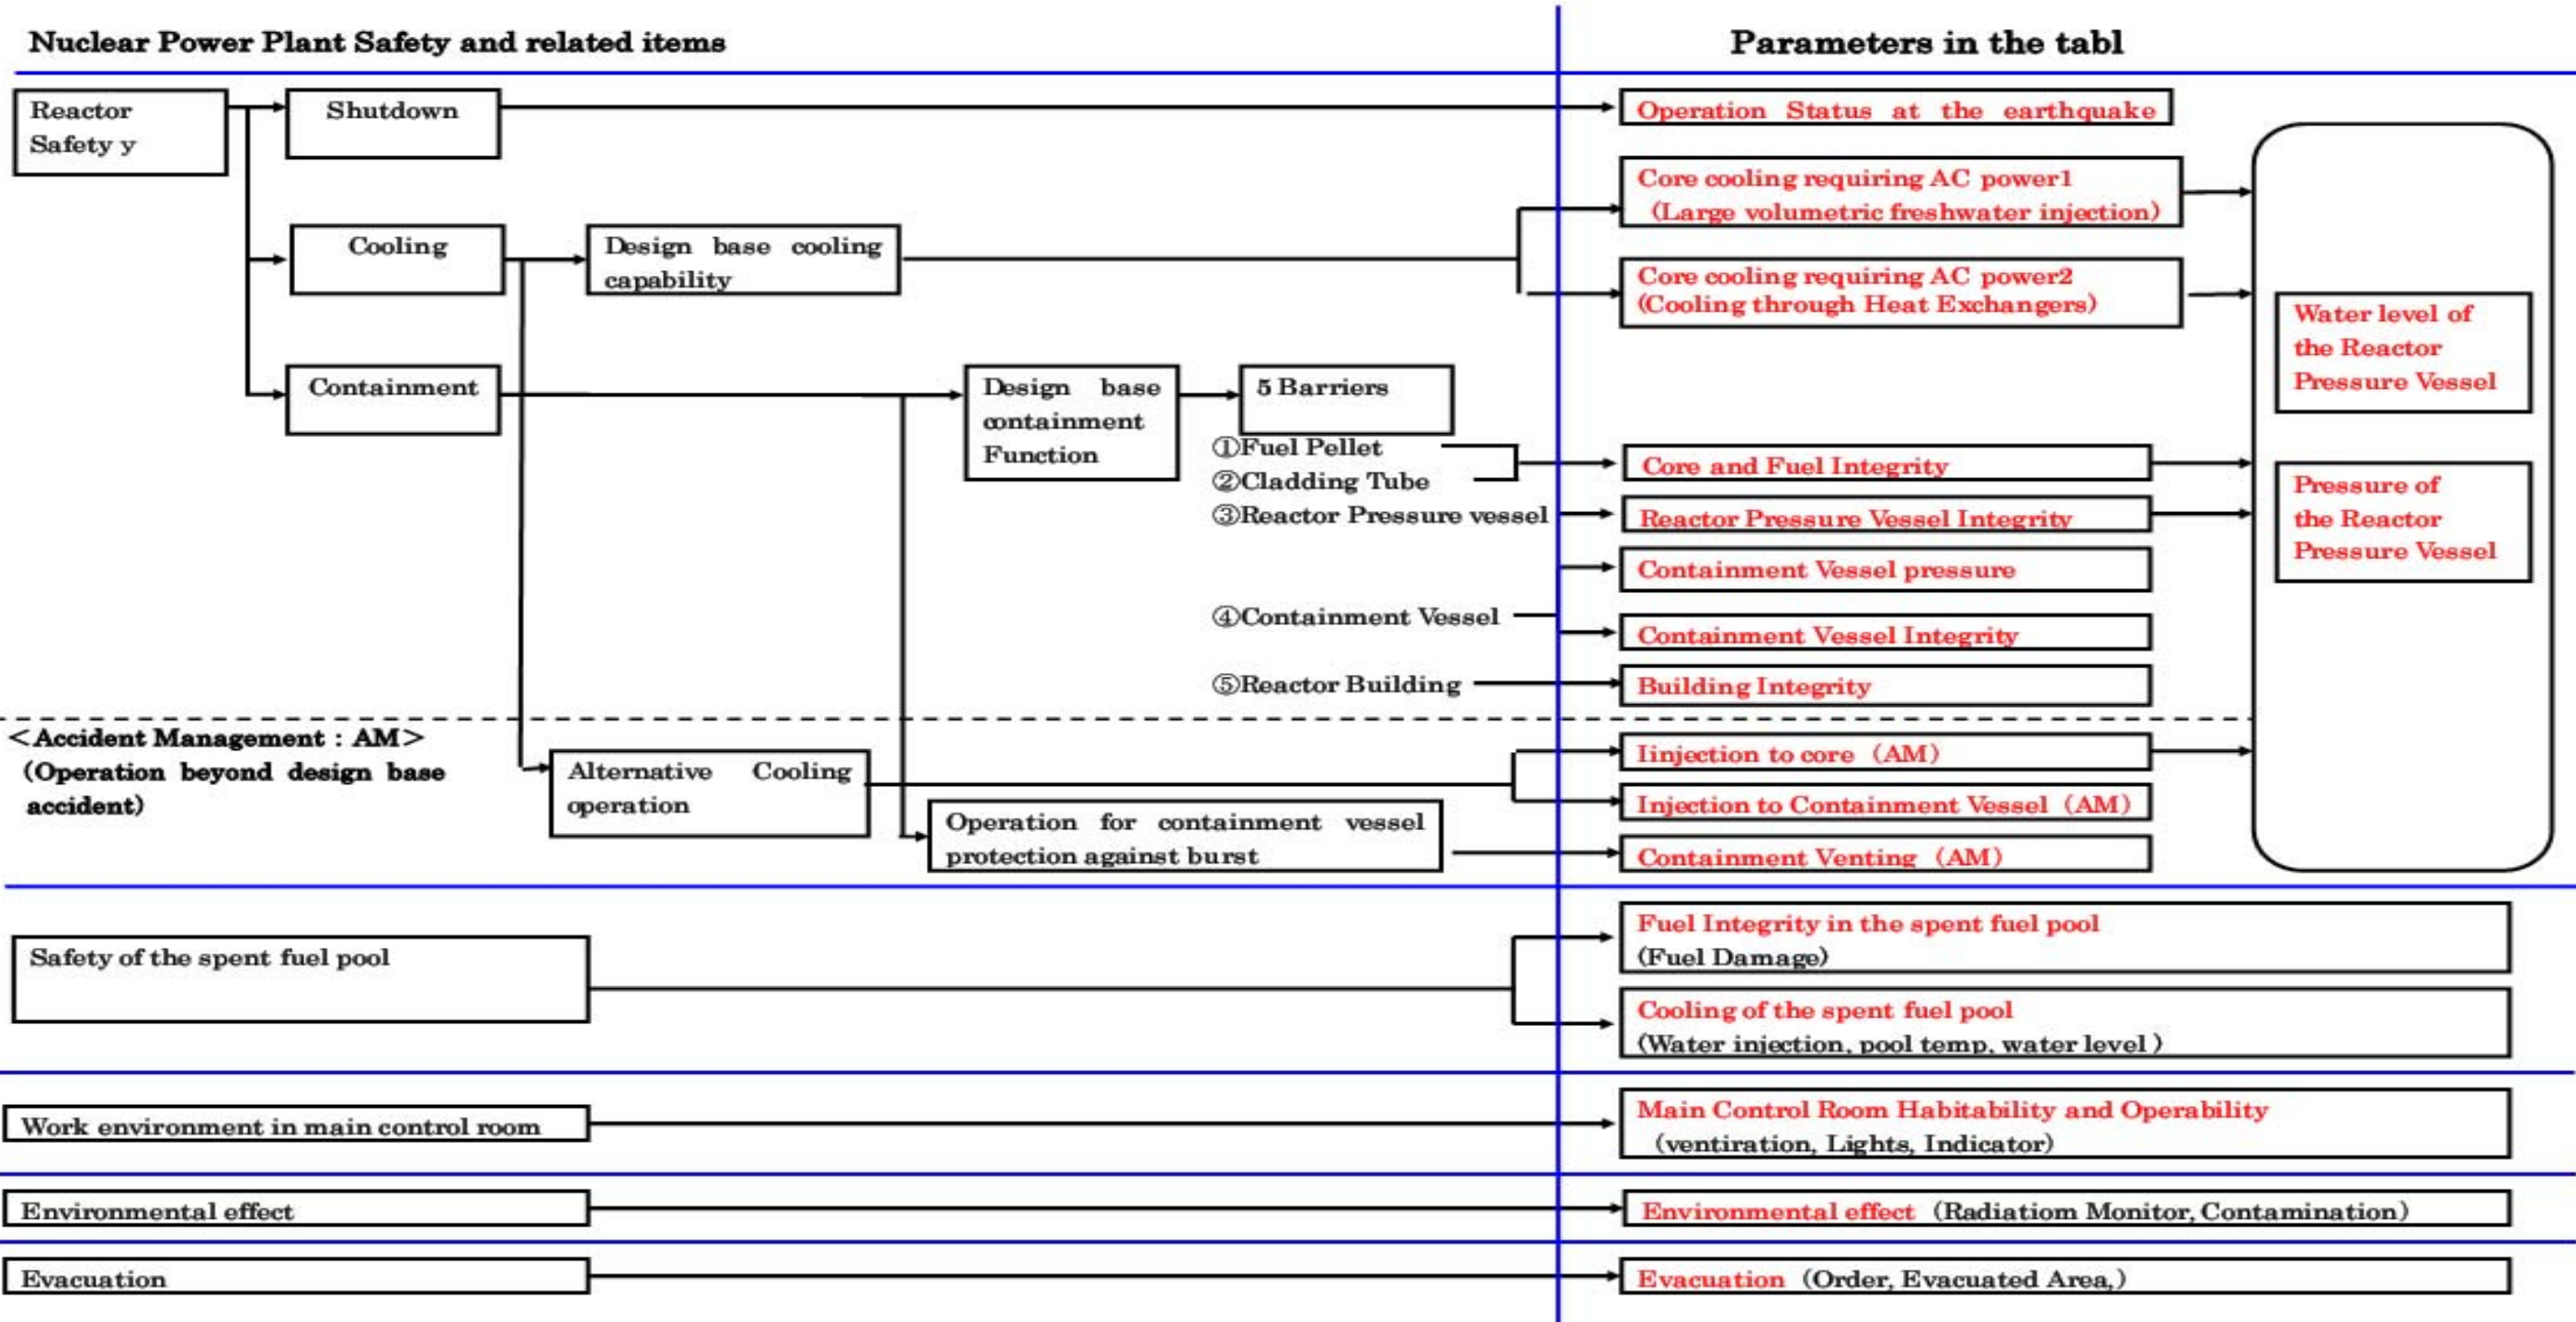 Nuclear Power Plant Safety and related items
Parameters in the tabl
Reactor
Safety y
Shutdown
Operation Status at the earthquake
Core cooling requiring AC power1
(Large volumetric freshwater injection)
Cooling
Design base cooling
capability
Core cooling requiring AC power2
(Cooling through Heat Exchangers)
Water level of
the Reactor
Pressure Vessel
Containment
Design base
containment
Function
5 Barriers
①Fuel Pellet
②Cladding Tube
③Reactor Pressure vessel
Core and Fuel Integrity
Reactor Pressure Vessel Integrity
Pressure of
the Reactor
Pressure Vessel
Containment Vessel pressure
④Containment Vessel
Containment Vessel Integrity
⑤Reactor Building
Building Integrity
<Accident Management : AM>
(Operation beyond design base
accident)
Alternative Cooling
operation
Iinjection to core (AM)
Injection to Containment Vessel (AM)
Operation for containment vessel
protection against burst
Containment Venting (AM)
Safety of the spent fuel pool
Fuel Integrity in the spent fuel pool
(Fuel Damage)
Cooling of the spent fuel pool
(Water injection, pool temp, water level )
Work environment in main control room
Main Control Room Habitability and Operability
(ventiration, Lights, Indicator)
Environmental effect
Environmental effect (Radiatiom Monitor, Contamination)
Evacuation
Evacuation (Order, Evacuated Area,)